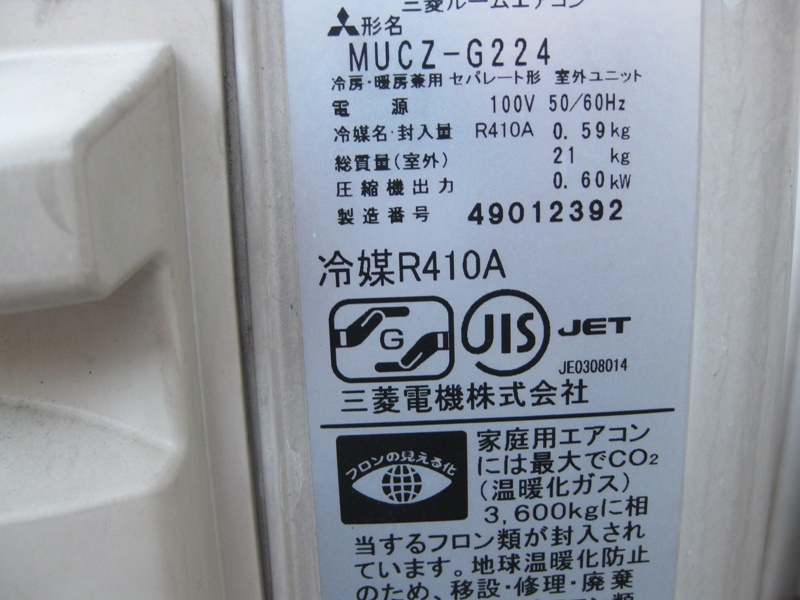 三菱ルームエアコン
形名
MUCZ-G224
冷房・暖房兼用 セパレート形 室外ユニット
電源 100V 50/60Hz
冷媒名・封入量 R410A 0.59kg
総質量(室外) 21 kg
圧縮機出力 0.60kW
製造番号 49012392
冷媒R410A
G JIS JET
JE0308014
三菱電機株式会社
フロンの見える化
家庭用エアコン
には最大でCO₂
(温暖化ガス)
3,600kgに相
当するフロン類が封入され
ています。地球温暖化防止
のため、移設・修理・廃棄